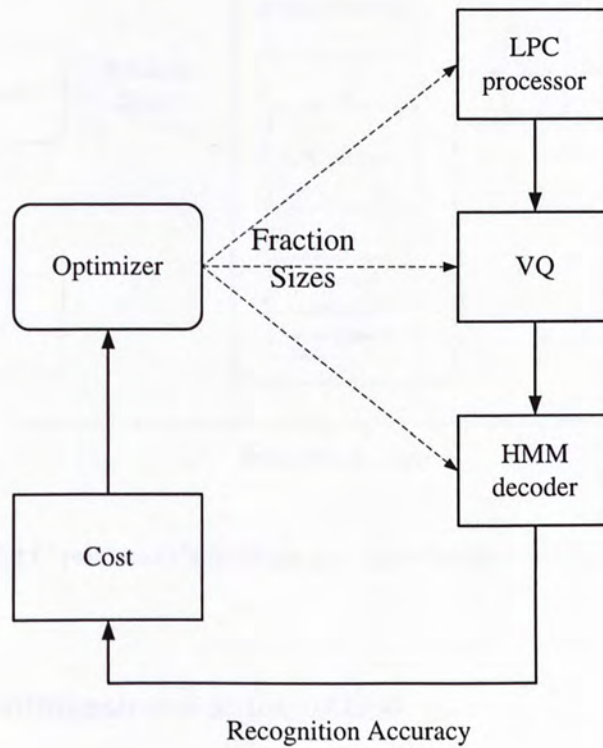 LPC
processor
Optimizer
Fraction
Sizes
VQ
HMM
decoder
Cost
Recognition Accuracy